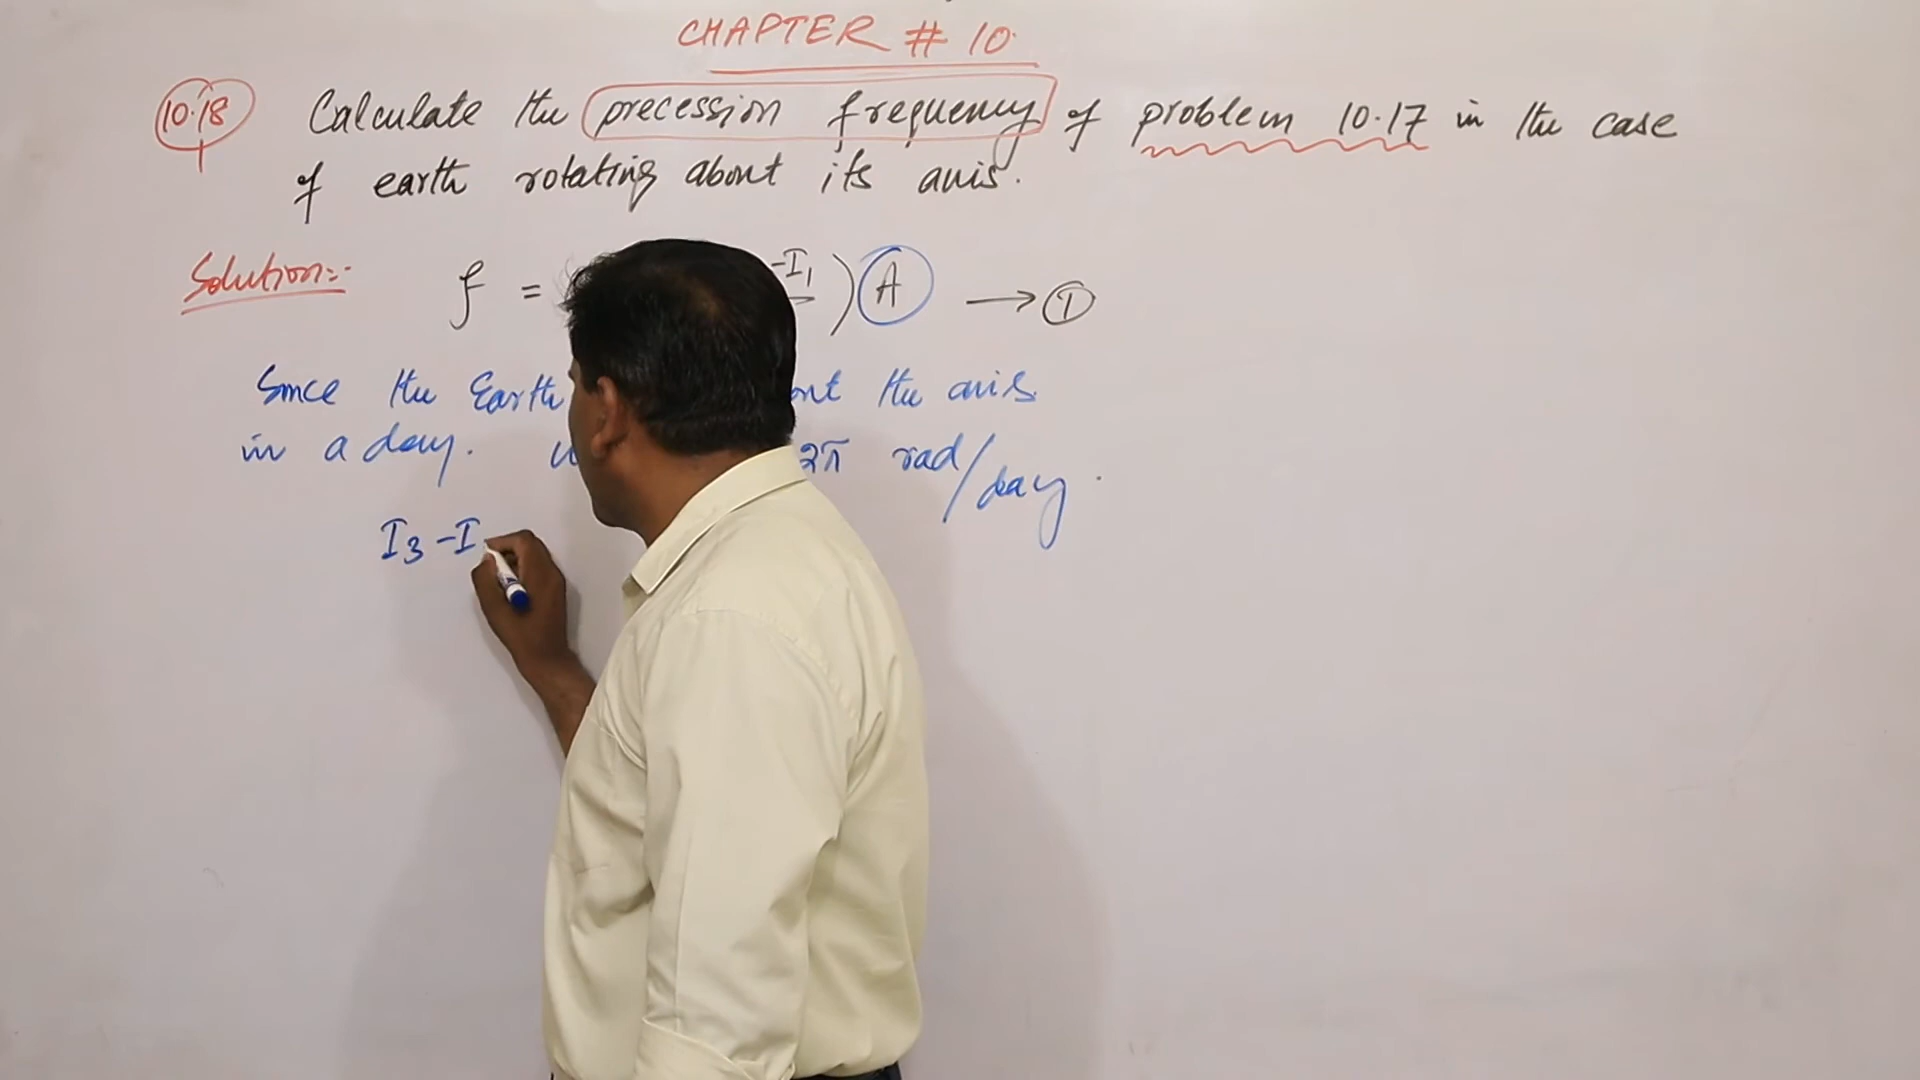 CHAPTER # 10.
10.18 Calculate the precession frequency of problem 10.17 in the case
of earth rotating about its axis.
Solution:- f = -I₁ ) A → 1
Since the Earth the axis.
in a day. 2π rad/day.
I₃ - I